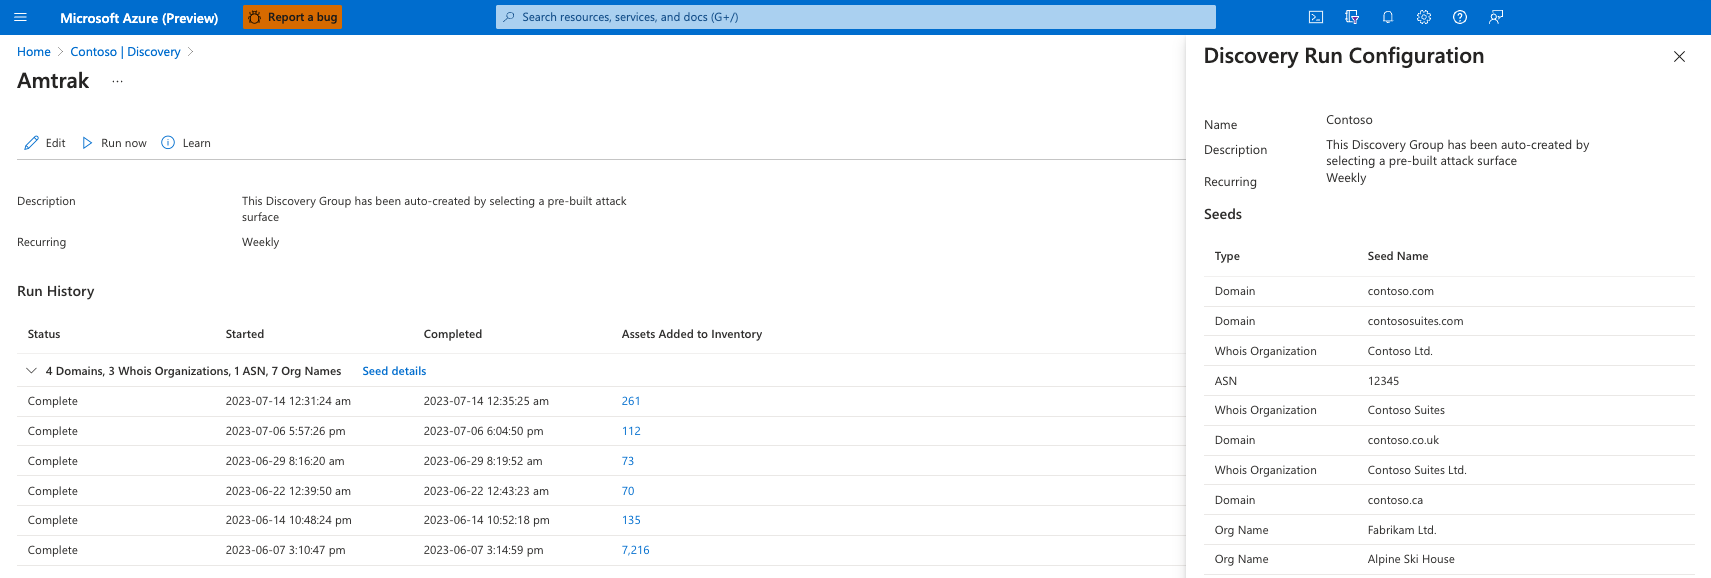 Microsoft Azure (Preview)
Report a bug
Search resources, services, and docs (G+/)
Home > Contoso | Discovery >
Amtrak ...
Edit Run now Learn
Description This Discovery Group has been auto-created by selecting a pre-built attack
surface
Recurring Weekly
Run History
Status Started Completed Assets Added to Inventory
4 Domains, 3 Whois Organizations, 1 ASN, 7 Org Names Seed details
Complete 2023-07-14 12:31:24 am 2023-07-14 12:35:25 am 261
Complete 2023-07-06 5:57:26 pm 2023-07-06 6:04:50 pm 112
Complete 2023-06-29 8:16:20 am 2023-06-29 8:19:52 am 73
Complete 2023-06-22 12:39:50 am 2023-06-22 12:43:23 am 70
Complete 2023-06-14 10:48:24 pm 2023-06-14 10:52:18 pm 135
Complete 2023-06-07 3:10:47 pm 2023-06-07 3:14:59 pm 7,216
Discovery Run Configuration
Name Contoso
Description This Discovery Group has been auto-created by
selecting a pre-built attack surface
Recurring Weekly
Seeds
Type Seed Name
Domain contoso.com
Domain contososuites.com
Whois Organization Contoso Ltd.
ASN 12345
Whois Organization Contoso Suites
Domain contoso.co.uk
Whois Organization Contoso Suites Ltd.
Domain contoso.ca
Org Name Fabrikam Ltd.
Org Name Alpine Ski House